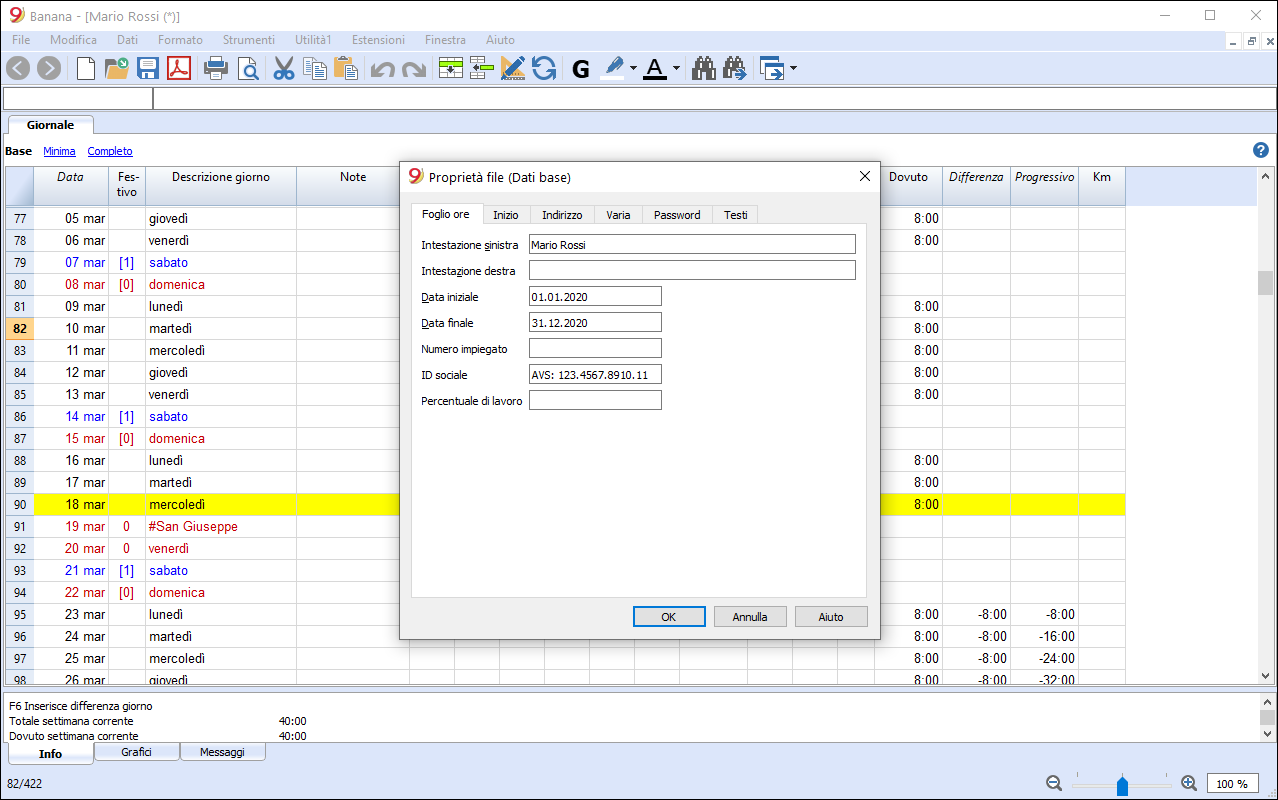 Banana - [Mario Rossi (*)]
File Modifica Dati Formato Strumenti Utilità1 Estensioni Finestra Aiuto
G A
Giornale
Base Minima Completo
Data Fes-tivo Descrizione giorno Note Dovuto Differenza Progressivo Km
77 05 mar giovedì 8:00
78 06 mar venerdì 8:00
79 07 mar [1] sabato
80 08 mar [0] domenica
81 09 mar lunedì 8:00
82 10 mar martedì 8:00
83 11 mar mercoledì 8:00
84 12 mar giovedì 8:00
85 13 mar venerdì 8:00
86 14 mar [1] sabato
87 15 mar [0] domenica
88 16 mar lunedì 8:00
89 17 mar martedì 8:00
90 18 mar mercoledì 8:00
91 19 mar 0 #San Giuseppe
92 20 mar 0 venerdì
93 21 mar [1] sabato
94 22 mar [0] domenica
95 23 mar lunedì 8:00 -8:00 -8:00
96 24 mar martedì 8:00 -8:00 -16:00
97 25 mar mercoledì 8:00 -8:00 -24:00
98 26 mar giovedì 8:00 -8:00 -32:00
Proprietà file (Dati base)
Foglio ore Inizio Indirizzo Varia Password Testi
Intestazione sinistra Mario Rossi
Intestazione destra
Data iniziale 01.01.2020
Data finale 31.12.2020
Numero impiegato
ID sociale AVS: 123.4567.8910.11
Percentuale di lavoro
OK Annulla Aiuto
F6 Inserisce differenza giorno
Totale settimana corrente 40:00
Dovuto settimana corrente 40:00
Info Grafici Messaggi
82/422 100 %